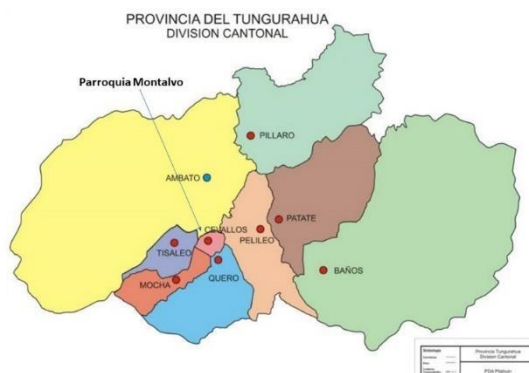 PROVINCIA DEL TUNGURAHUA
DIVISION CANTONAL
Parroquia Montalvo
PILLARO
AMBATO
CEVALLOS
TISALEO
PELILEO
PATATE
MOCHA
QUERO
BAÑOS
Provincia Tungurahua
Division Cantonal